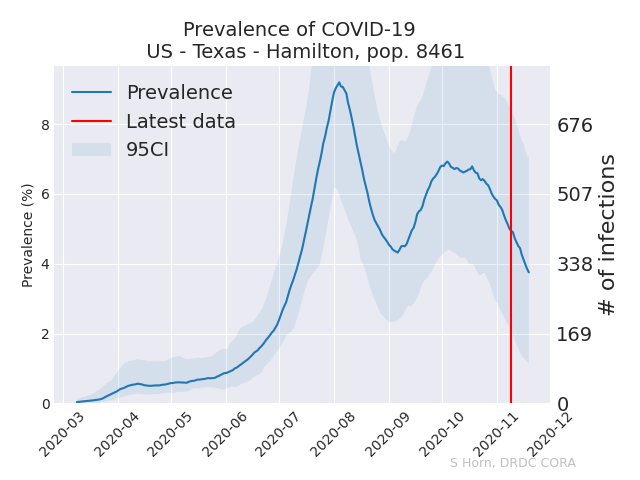 Prevalence of COVID-19
US - Texas - Hamilton, pop. 8461
Prevalence
Latest data
95CI
Prevalence (%)
8
6
4
2
0
676
507
338
169
0
# of infections
2020-03
2020-04
2020-05
2020-06
2020-07
2020-08
2020-09
2020-10
2020-11
2020-12
S Horn, DRDC CORA